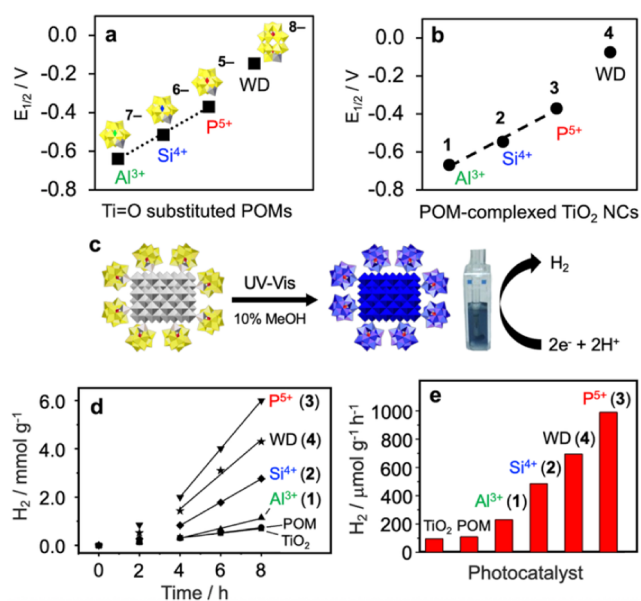 a
E1/2 / V
0.0
-0.2
-0.4
-0.6
-0.8
7–
6–
5–
8–
Al3+
Si4+
P5+
WD
Ti=O substituted POMs
b
E1/2 / V
0.0
-0.2
-0.4
-0.6
-0.8
1
2
3
4
Al3+
Si4+
P5+
WD
POM-complexed TiO2 NCs
c
UV-Vis
10% MeOH
H2
2e- + 2H+
d
H2 / mmol g-1
6.0
4.0
2.0
0.0
0 2 4 6 8
Time / h
P5+ (3)
WD (4)
Si4+ (2)
Al3+ (1)
POM
TiO2
e
H2 / μmol g-1 h-1
1000
800
600
400
200
0
TiO2
POM
Al3+ (1)
Si4+ (2)
WD (4)
P5+ (3)
Photocatalyst